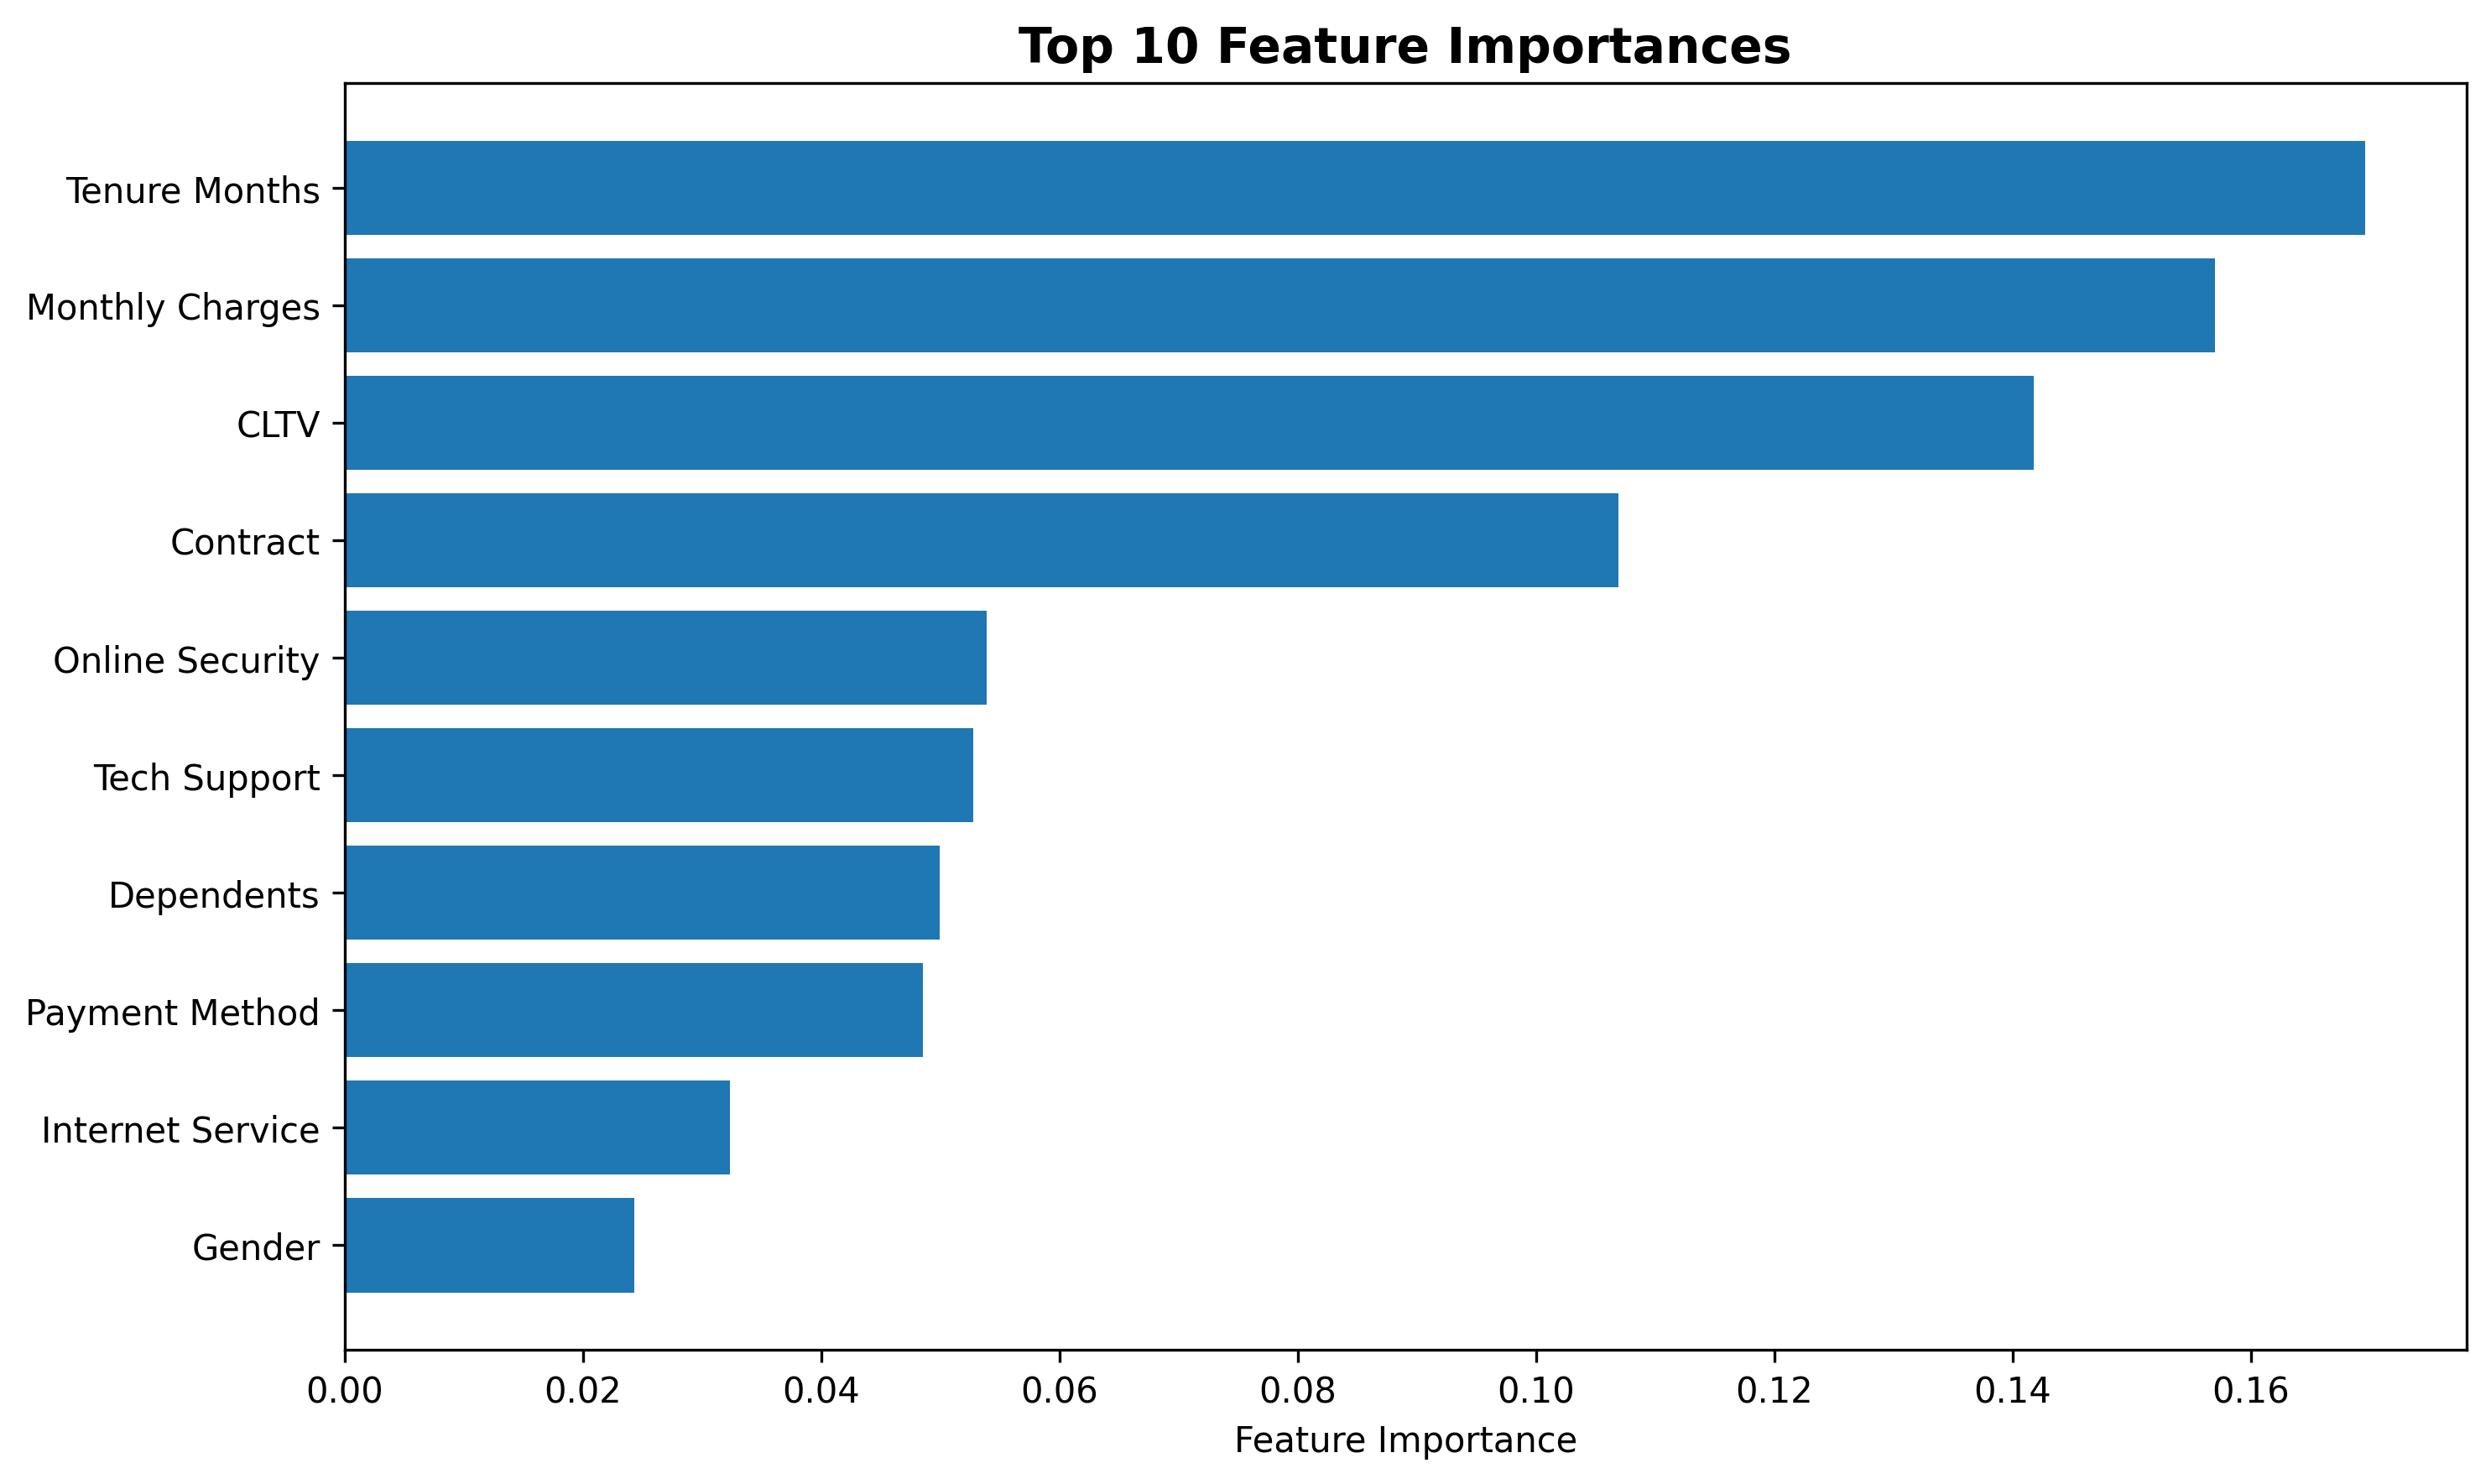 Top 10 Feature Importances
Tenure Months
Monthly Charges
CLTV
Contract
Online Security
Tech Support
Dependents
Payment Method
Internet Service
Gender
0.00 0.02 0.04 0.06 0.08 0.10 0.12 0.14 0.16
Feature Importance